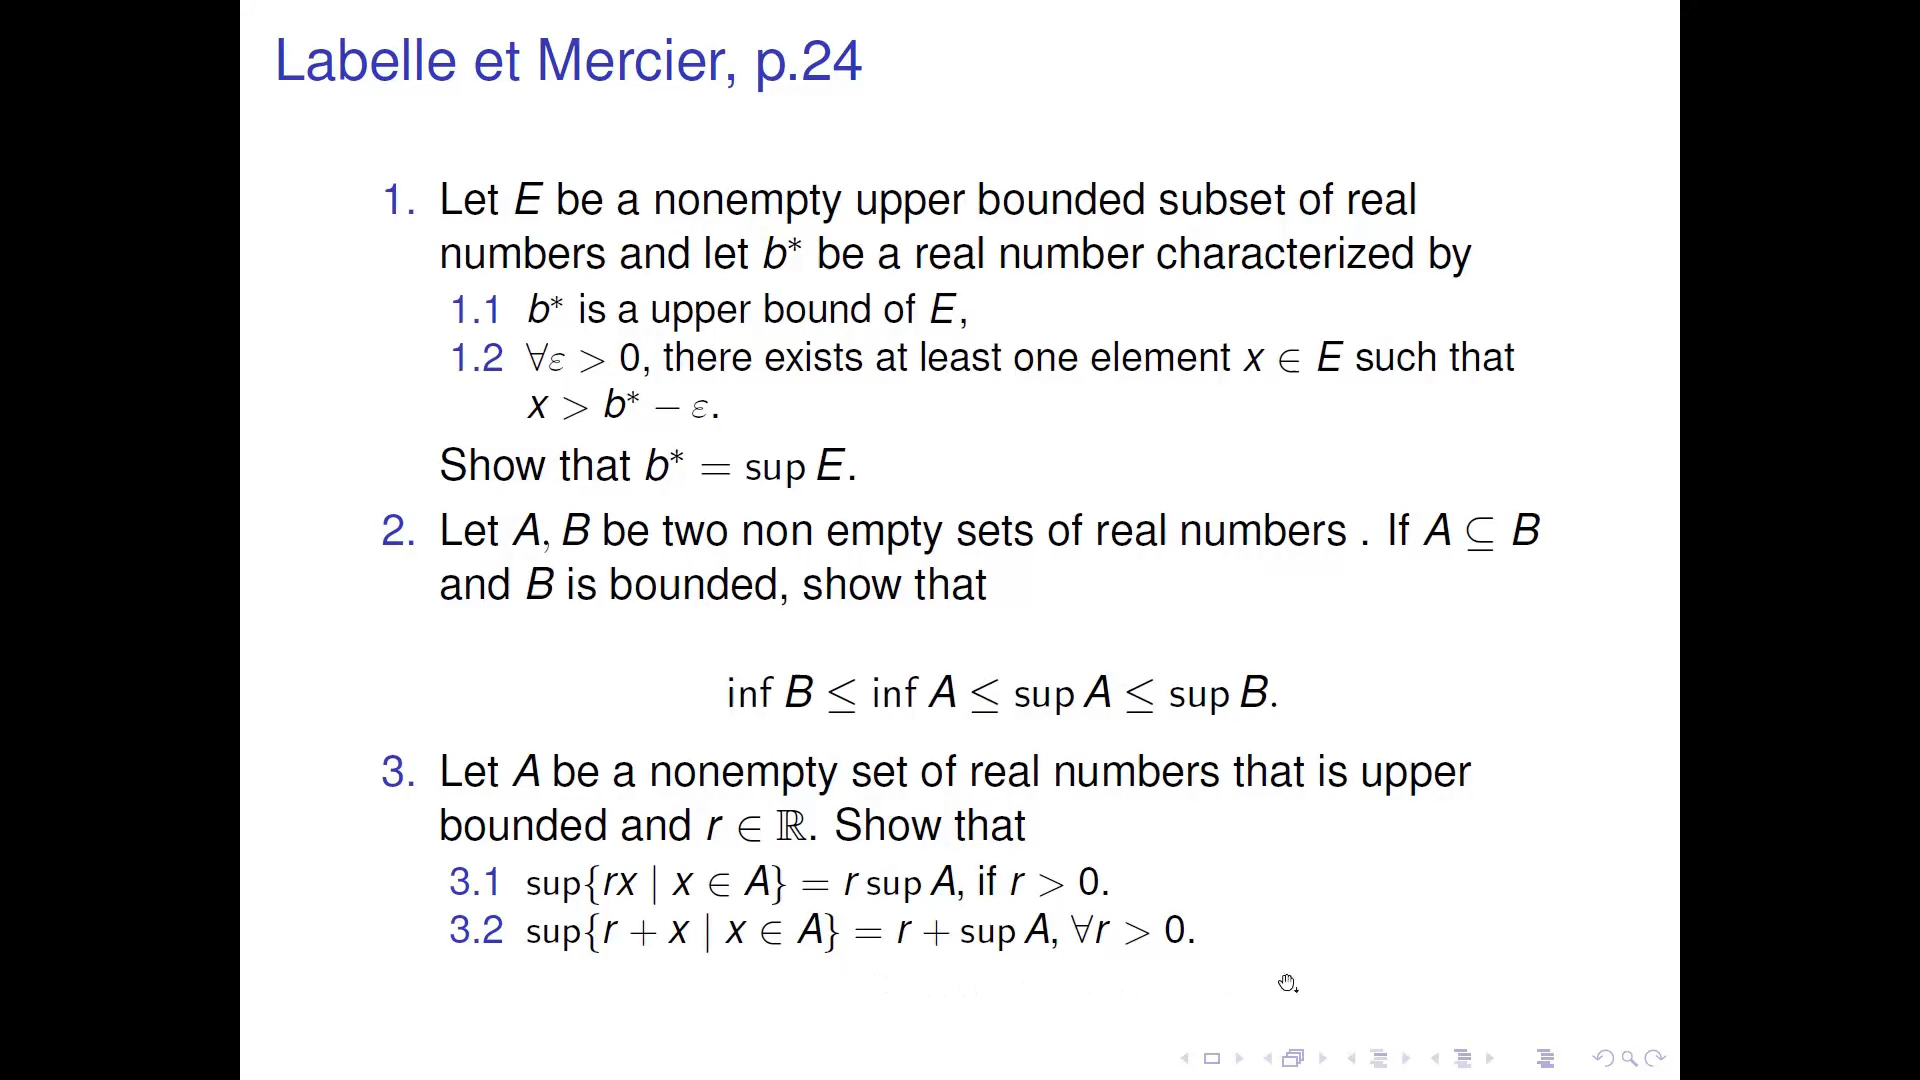 Labelle et Mercier, p.24
1. Let E be a nonempty upper bounded subset of real
numbers and let b* be a real number characterized by
1.1 b* is a upper bound of E,
1.2 ∀ε > 0, there exists at least one element x ∈ E such that
x > b* − ε.
Show that b* = sup E.
2. Let A, B be two non empty sets of real numbers . If A ⊆ B
and B is bounded, show that
inf B ≤ inf A ≤ sup A ≤ sup B.
3. Let A be a nonempty set of real numbers that is upper
bounded and r ∈ ℝ. Show that
3.1 sup{rx | x ∈ A} = r sup A, if r > 0.
3.2 sup{r + x | x ∈ A} = r + sup A, ∀r > 0.